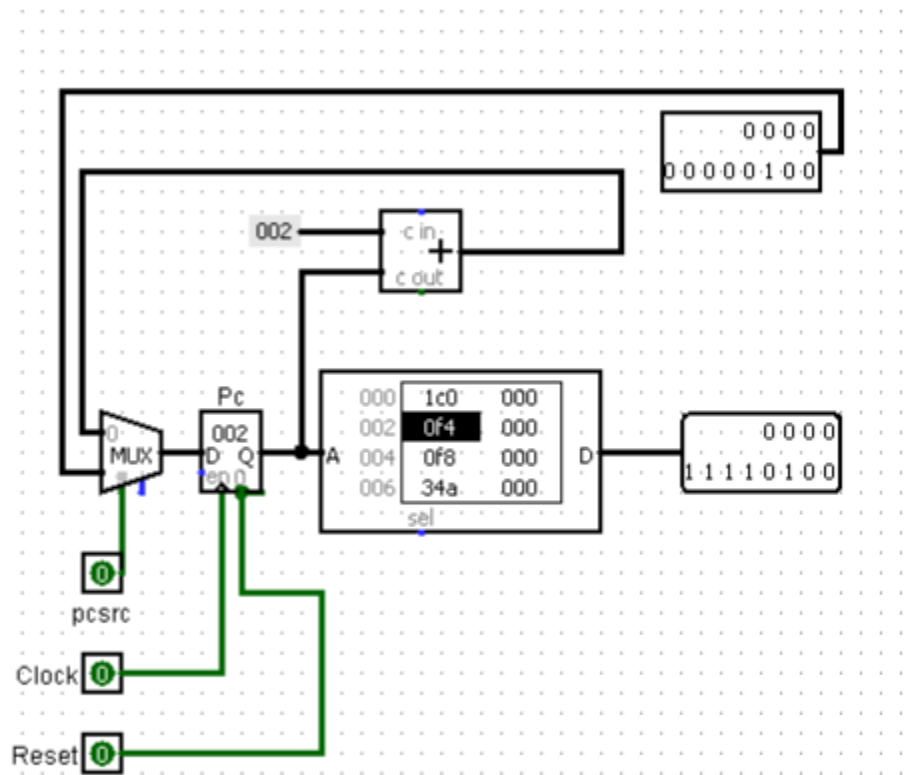 0 0 0 0
0 0 0 0 0 1 0 0
002
c in
+
c out
Pc
000 1c0 000
0 002 002 0f4 000 0 0 0 0
MUX D Q A 004 0f8 000 D 1 1 1 1 0 1 0 0
en 0 006 34a 000
sel
0
pcsrc
Clock 0
Reset 0